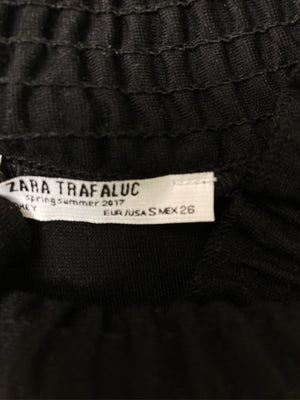 ZARA TRAFALUC
spring summer 2017
EUR/USA S MEX 26